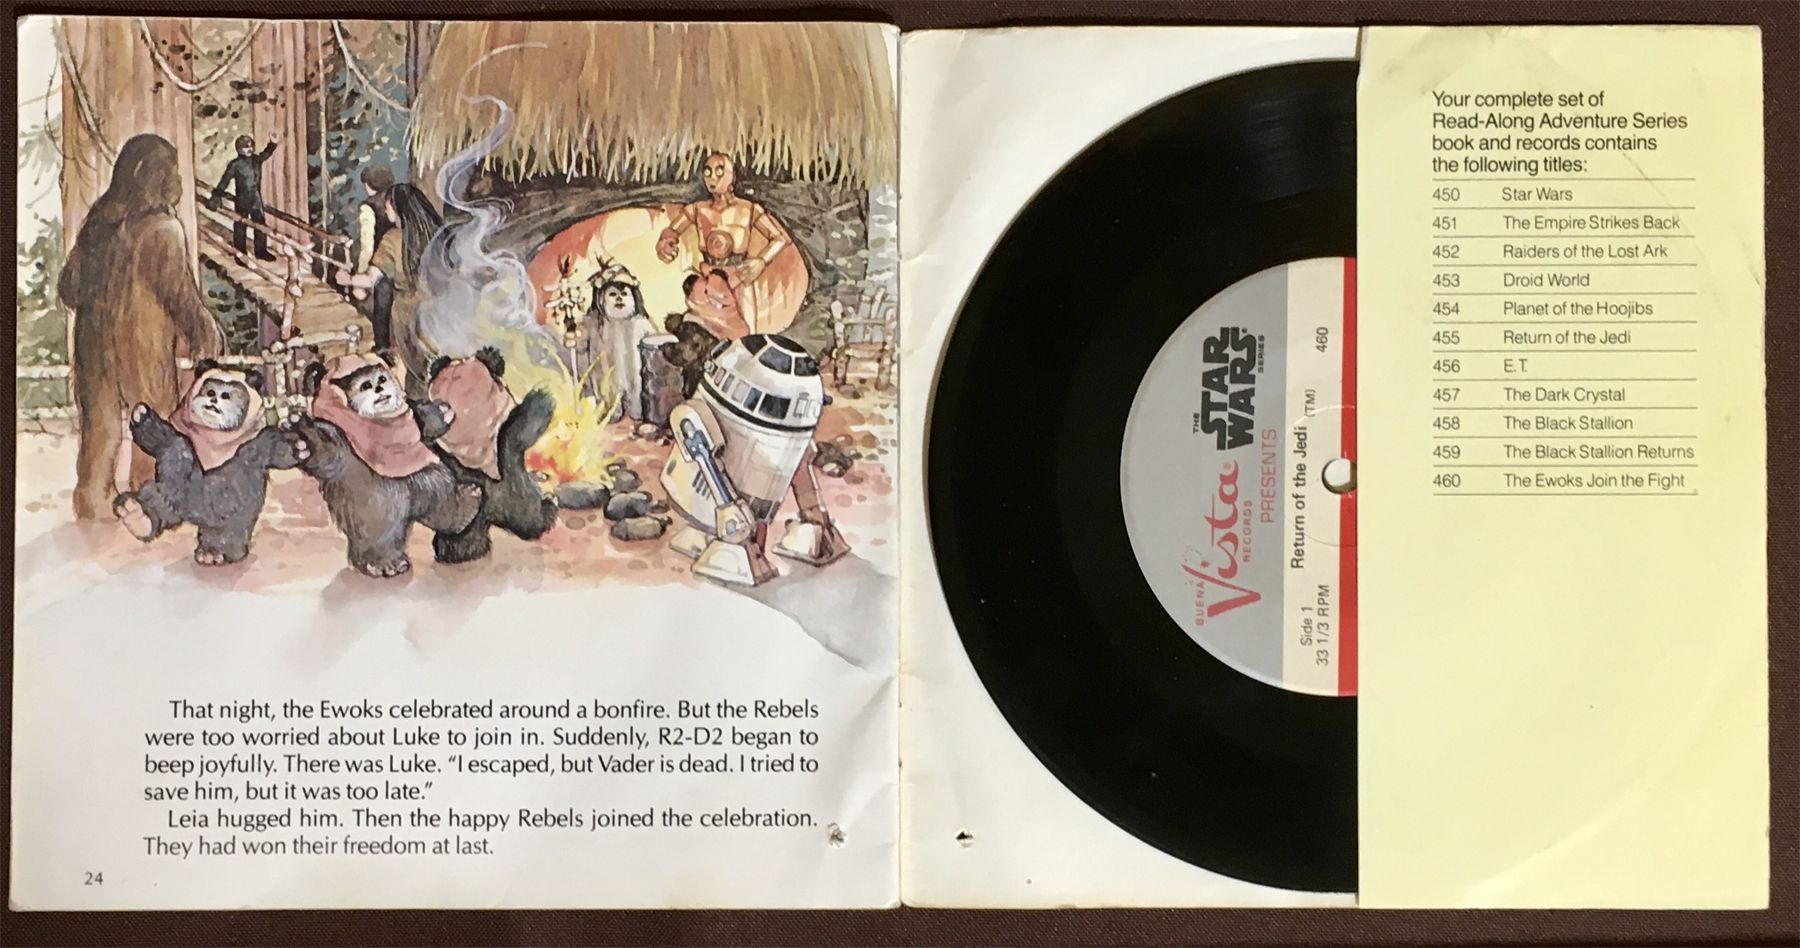 That night, the Ewoks celebrated around a bonfire. But the Rebels
were too worried about Luke to join in. Suddenly, R2-D2 began to
beep joyfully. There was Luke. “I escaped, but Vader is dead. I tried to
save him, but it was too late.”
Leia hugged him. Then the happy Rebels joined the celebration.
They had won their freedom at last.
24
THE
STAR
WARS®
SERIES
BUENA
Vista®
RECORDS
PRESENTS
Return of the Jedi (TM)
460
Side 1
33 1/3 RPM
Your complete set of
Read-Along Adventure Series
book and records contains
the following titles:
450 Star Wars
451 The Empire Strikes Back
452 Raiders of the Lost Ark
453 Droid World
454 Planet of the Hoojibs
455 Return of the Jedi
456 E.T.
457 The Dark Crystal
458 The Black Stallion
459 The Black Stallion Returns
460 The Ewoks Join the Fight